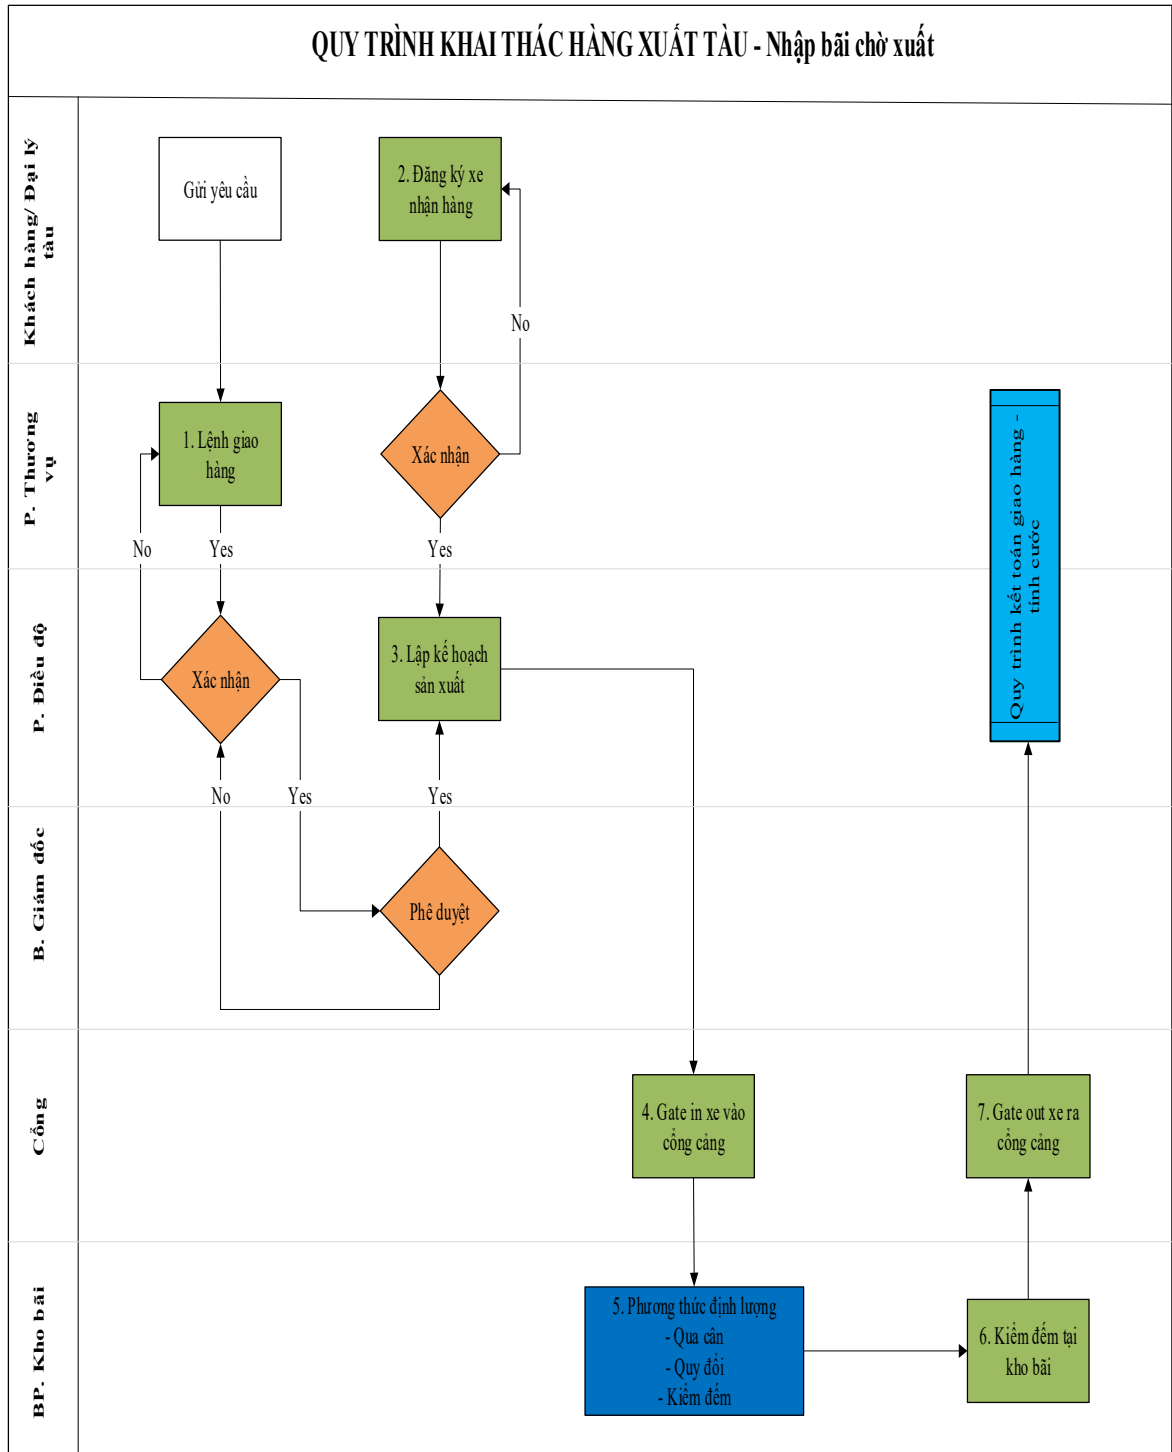 QUY TRÌNH KHAI THÁC HÀNG XUẤT TÀU - Nhập bãi chờ xuất
Khách hàng/ Đại lý
tàu
Gửi yêu cầu
2. Đăng ký xe
nhận hàng
No
P. Thương
vụ
1. Lệnh giao
hàng
Xác nhận
No
Yes
Yes
Quy trình kết toán giao hàng -
tính cước
P. Điều độ
Xác nhận
3. Lập kế hoạch
sản xuất
No
Yes
Yes
B. Giám đốc
Phê duyệt
Cổng
4. Gate in xe vào
cổng cảng
7. Gate out xe ra
cổng cảng
BP. Kho bãi
5. Phương thức định lượng
- Qua cân
- Quy đổi
- Kiểm đếm
6. Kiểm đếm tại
kho bãi